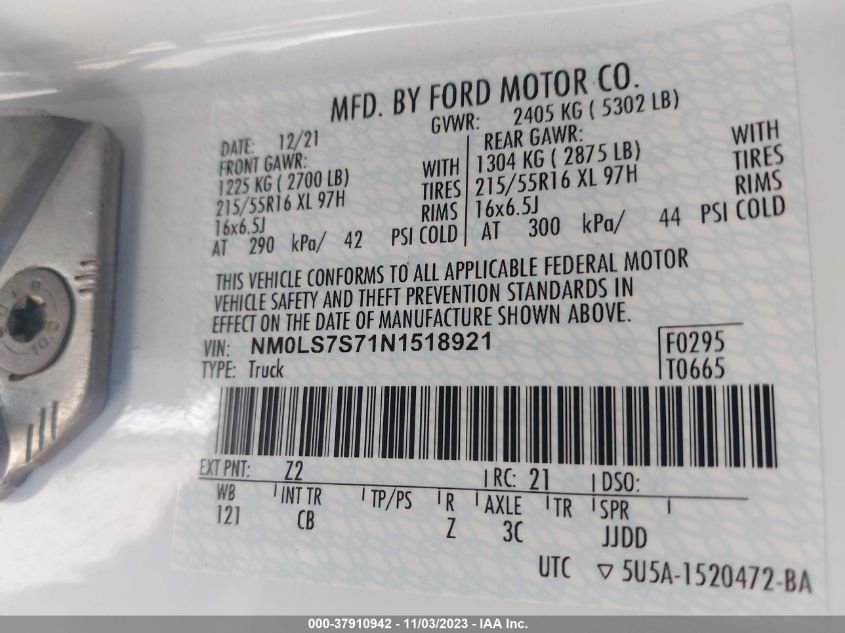 MFD. BY FORD MOTOR CO.
DATE: 12/21 GVWR: 2405 KG ( 5302 LB)
FRONT GAWR: REAR GAWR:
1225 KG ( 2700 LB) WITH 1304 KG ( 2875 LB) WITH
215/55R16 XL 97H TIRES 215/55R16 XL 97H TIRES
16x6.5J RIMS 16x6.5J RIMS
AT 290 kPa/ 42 PSI COLD AT 300 kPa/ 44 PSI COLD
THIS VEHICLE CONFORMS TO ALL APPLICABLE FEDERAL MOTOR
VEHICLE SAFETY AND THEFT PREVENTION STANDARDS IN
EFFECT ON THE DATE OF MANUFACTURE SHOWN ABOVE.
VIN: NM0LS7S71N1518921 F0295
TYPE: Truck T0665
EXT PNT: Z2 RC: 21 DSO:
WB INT TR TP/PS R AXLE TR SPR
121 CB Z 3C JJDD
UTC ▽ 5U5A-1520472-BA
000-37910942 - 11/03/2023 - IAA Inc.